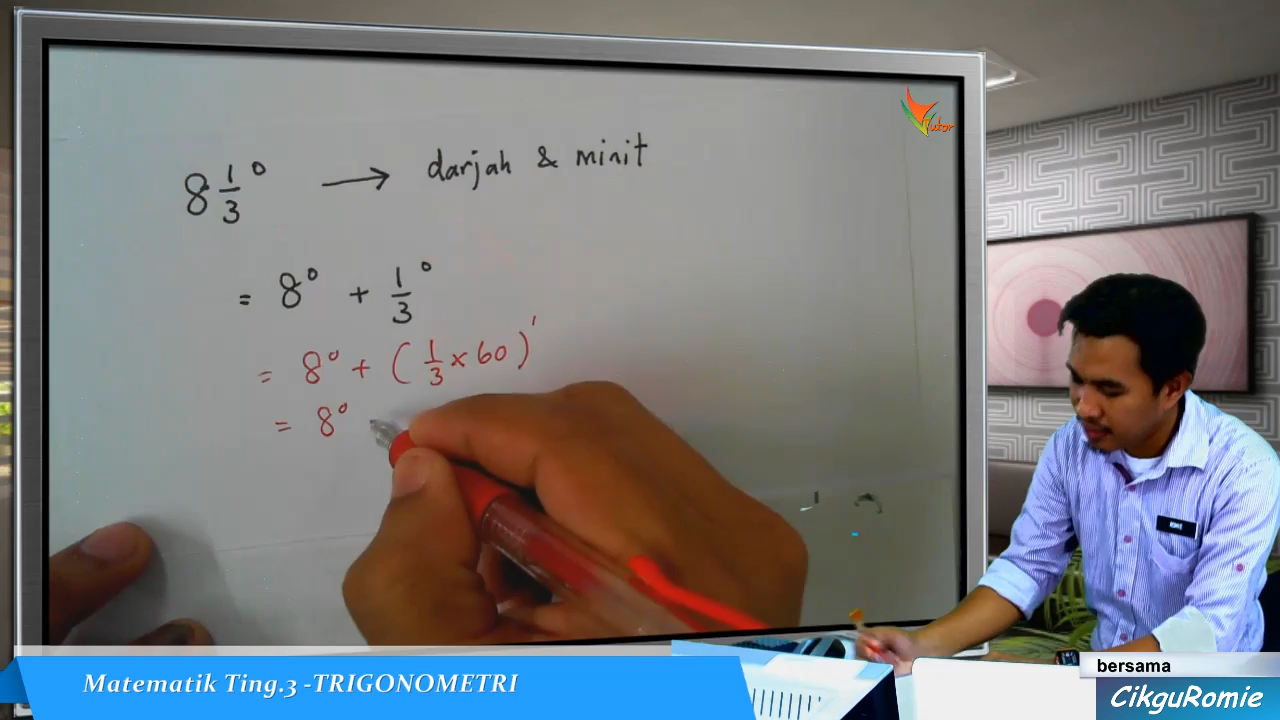 Tutor
8 1/3° → darjah & minit
= 8° + 1/3°
= 8° + (1/3 × 60)'
= 8°
Matematik Ting.3 -TRIGONOMETRI
bersama
CikguRomie